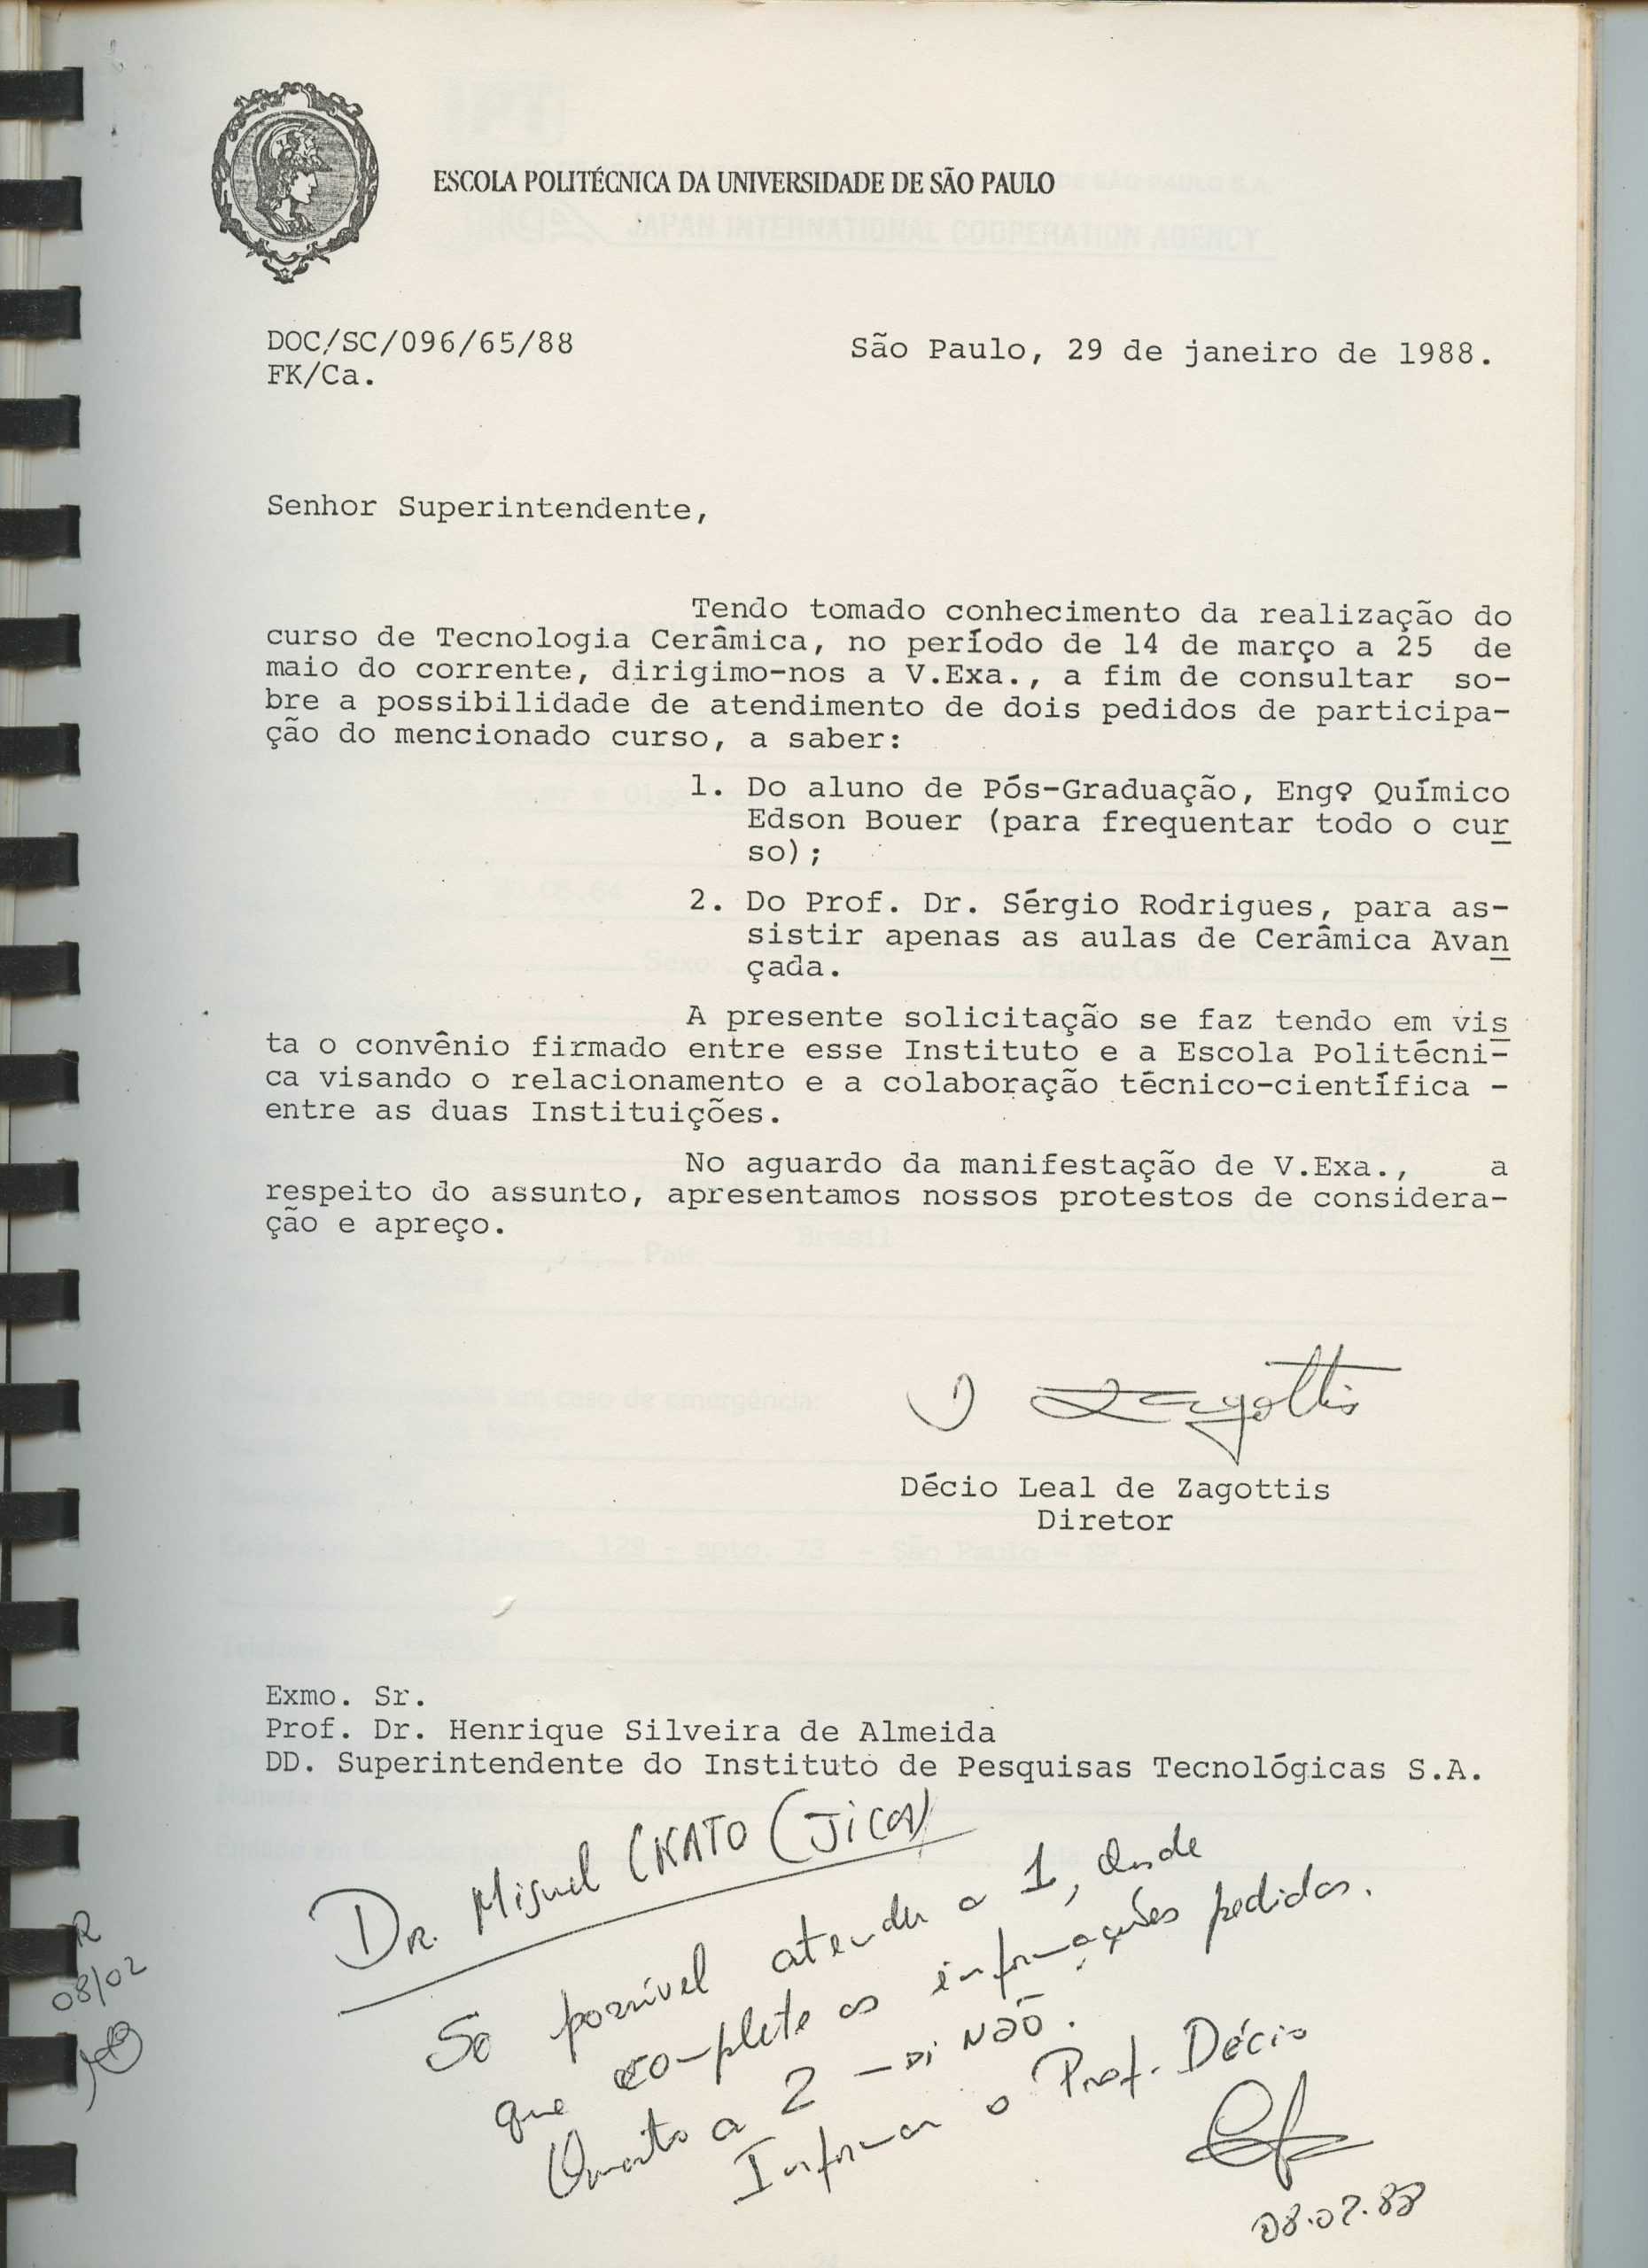 ESCOLA POLITÉCNICA DA UNIVERSIDADE DE SÃO PAULO
JAPAN INTERNATIONAL COOPERATION AGENCY
DOC/SC/096/65/88
São Paulo, 29 de janeiro de 1988.
FK/Ca.
Senhor Superintendente,
Tendo tomado conhecimento da realização do
curso de Tecnologia Cerâmica, no período de 14 de março a 25 de
maio do corrente, dirigimo-nos a V.Exa., a fim de consultar so-
bre a possibilidade de atendimento de dois pedidos de participa-
ção do mencionado curso, a saber:
1. Do aluno de Pós-Graduação, Engº Químico
Edson Bouer (para frequentar todo o cur
so);
2. Do Prof. Dr. Sérgio Rodrigues, para as-
sistir apenas as aulas de Cerâmica Avan
çada.
A presente solicitação se faz tendo em vis
ta o convênio firmado entre esse Instituto e a Escola Politécni-
ca visando o relacionamento e a colaboração técnico-científica -
entre as duas Instituições.
No aguardo da manifestação de V.Exa., a
respeito do assunto, apresentamos nossos protestos de considera-
ção e apreço.
D Zagottis
Décio Leal de Zagottis
Diretor
Exmo. Sr.
Prof. Dr. Henrique Silveira de Almeida
DD. Superintendente do Instituto de Pesquisas Tecnológicas S.A.
DR. Miguel (KATO (JiCA)
So possível atender a 1, desde
que complete as informações pedidas.
Quanto a 2 - NÃO.
Informar o Prof. Décio
08.02.88
R
08/02